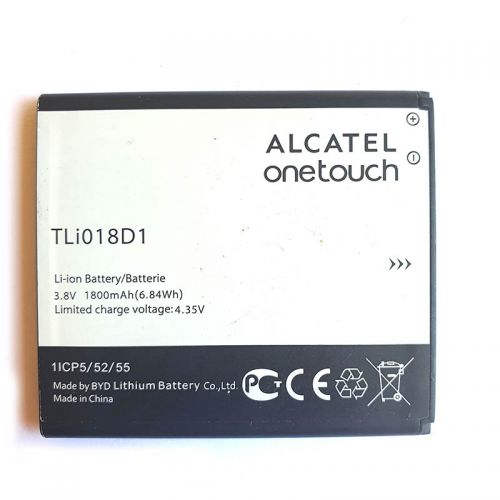 ALCATEL
onetouch
TLi018D1
Li-ion Battery/Batterie
3.8V 1800mAh(6.84Wh)
Limited charge voltage:4.35V
1ICP5/52/55
Made by BYD Lithium Battery Co.,Ltd.
Made in China